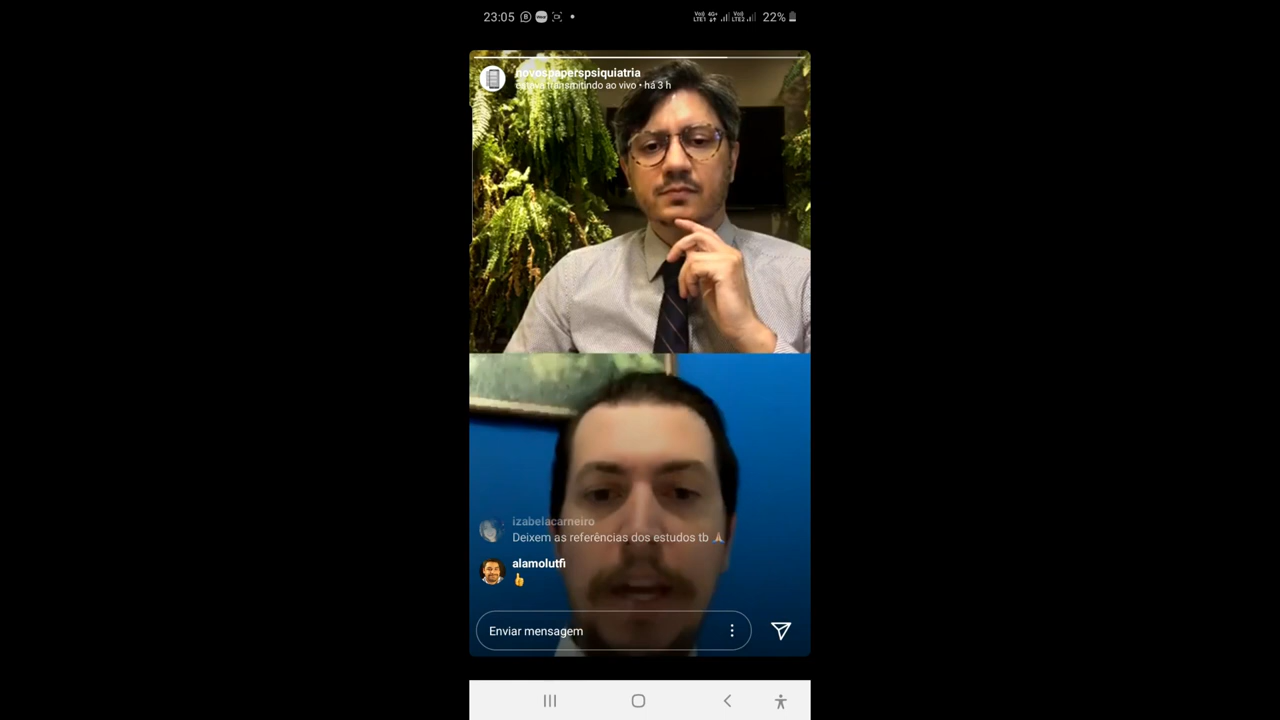 23:05
22%
novospaperspsiquiatria
estava transmitindo ao vivo • há 3 h
izabelacarneiro
Deixem as referências dos estudos tb 🙏
alamolutfi
👍
Enviar mensagem